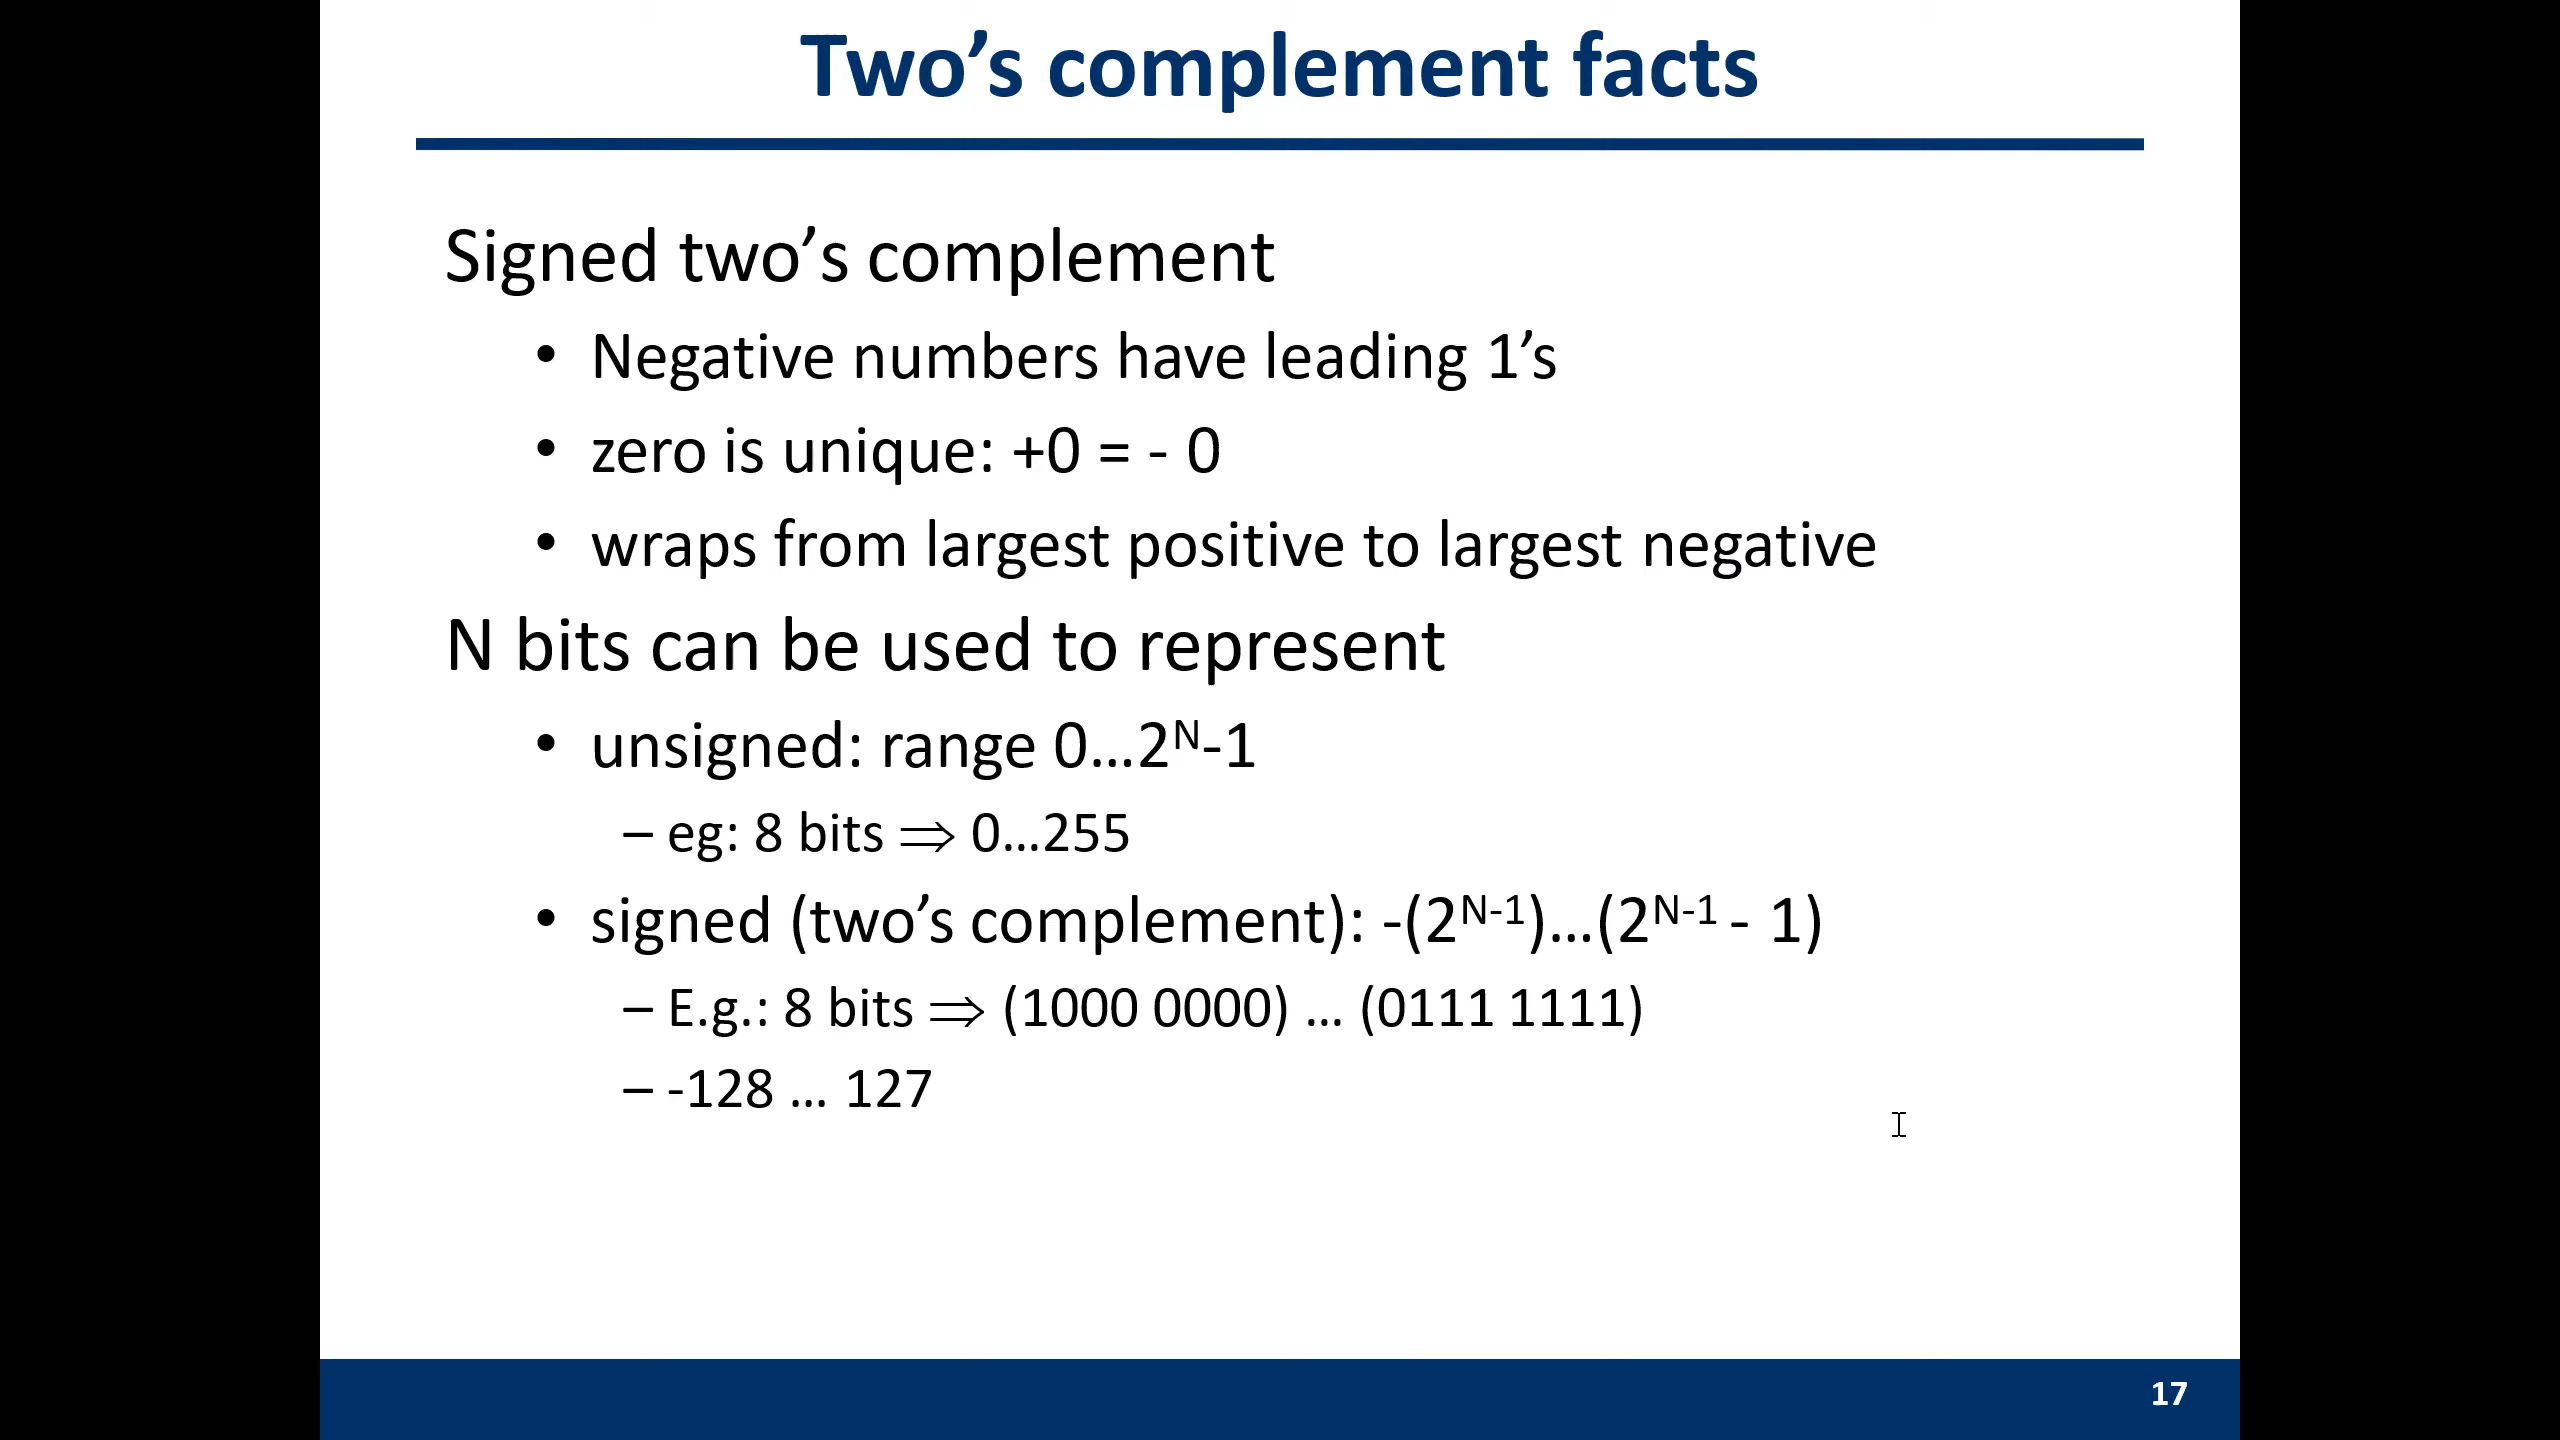 Two’s complement facts
Signed two’s complement
• Negative numbers have leading 1’s
• zero is unique: +0 = - 0
• wraps from largest positive to largest negative
N bits can be used to represent
• unsigned: range 0…2ᴺ-1
– eg: 8 bits ⇒ 0…255
• signed (two’s complement): -(2ᴺ⁻¹)…(2ᴺ⁻¹ - 1)
– E.g.: 8 bits ⇒ (1000 0000) … (0111 1111)
– -128 … 127
17